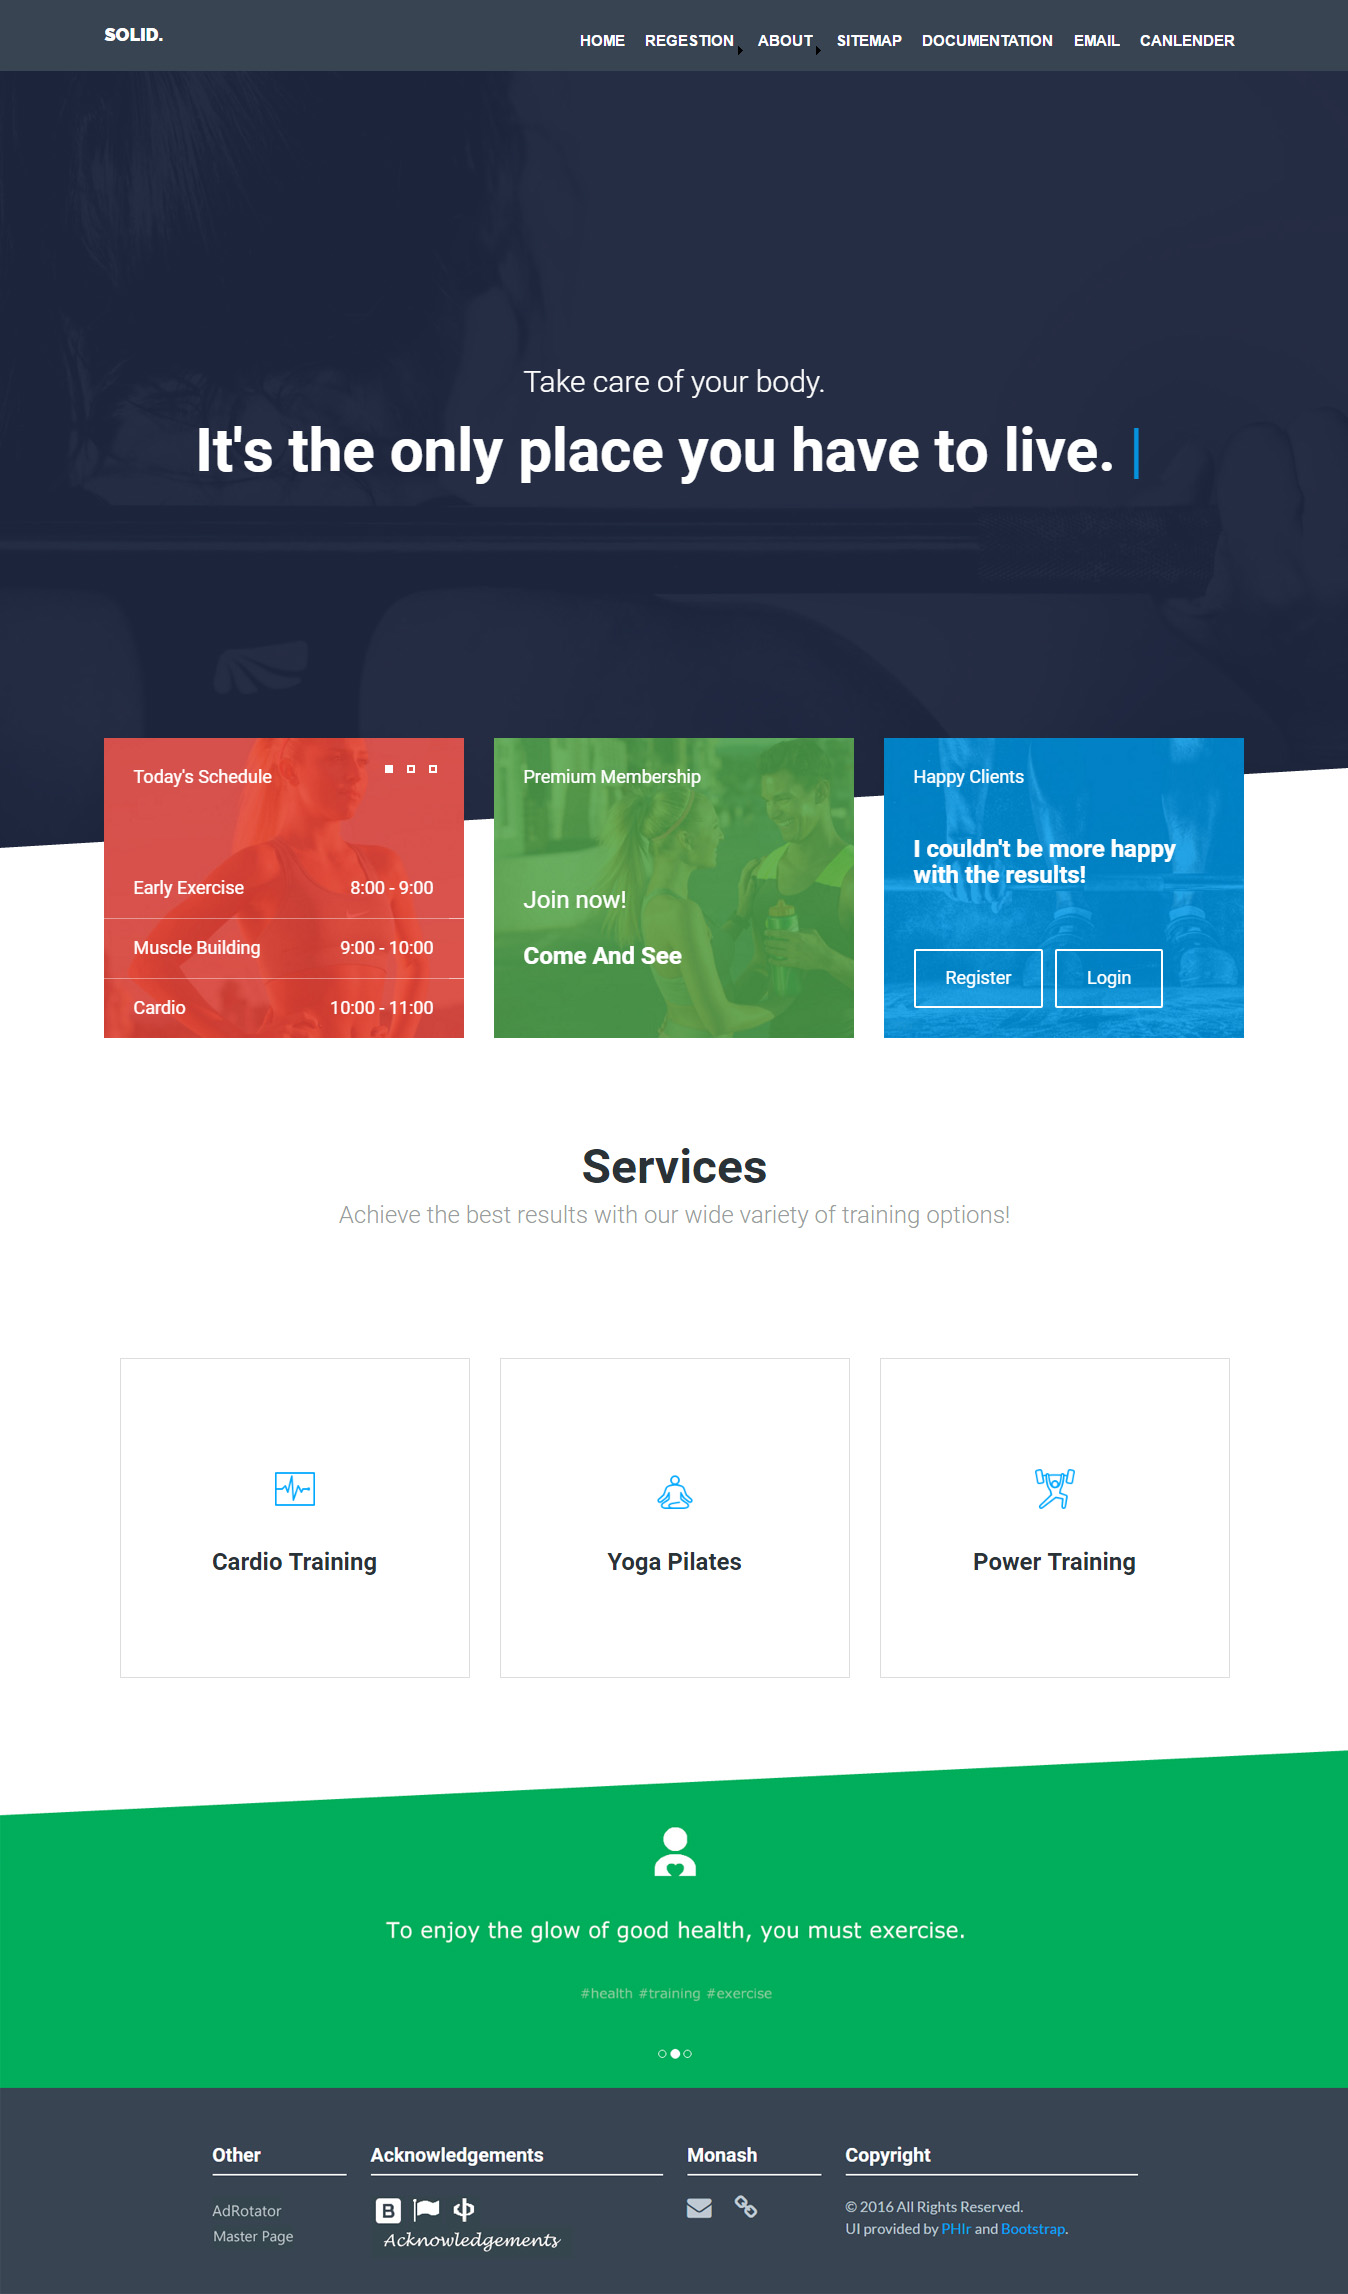 SOLID.
HOME REGESTION ABOUT SITEMAP DOCUMENTATION EMAIL CANLENDER
Take care of your body.
It's the only place you have to live. |
Today's Schedule
Early Exercise 8:00 - 9:00
Muscle Building 9:00 - 10:00
Cardio 10:00 - 11:00
Premium Membership
Join now!
Come And See
Happy Clients
I couldn't be more happy
with the results!
Register Login
Services
Achieve the best results with our wide variety of training options!
Cardio Training
Yoga Pilates
Power Training
To enjoy the glow of good health, you must exercise.
#health #training #exercise
Other
AdRotator
Master Page
Acknowledgements
B
Acknowledgements
Monash
Copyright
© 2016 All Rights Reserved.
UI provided by PHIr and Bootstrap.